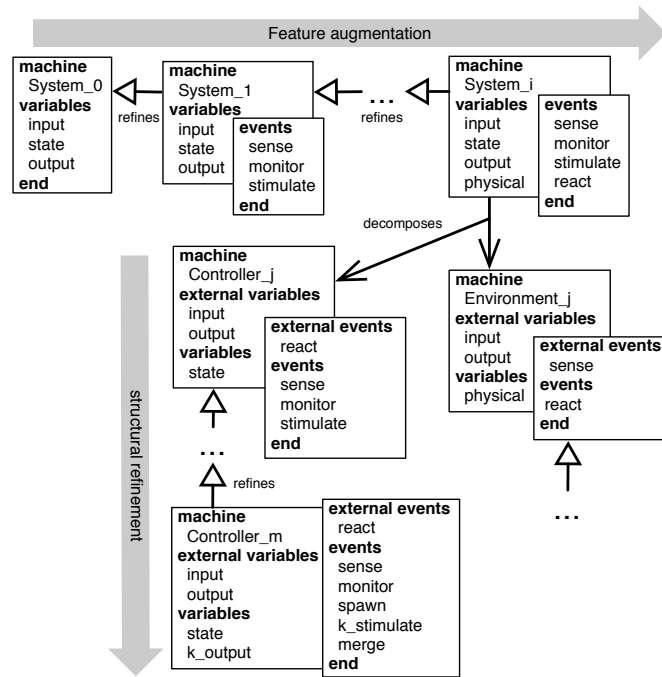 Feature augmentation
machine
System_0
variables
input
state
output
end
refines
machine
System_1
variables
input
state
output
events
sense
monitor
stimulate
end
...
refines
machine
System_i
variables
input
state
output
physical
events
sense
monitor
stimulate
react
end
decomposes
structural refinement
machine
Controller_j
external variables
input
output
variables
state
external events
react
events
sense
monitor
stimulate
end
machine
Environment_j
external variables
input
output
variables
physical
external events
sense
events
react
end
...
refines
...
machine
Controller_m
external variables
input
output
variables
state
k_output
external events
react
events
sense
monitor
spawn
k_stimulate
merge
end